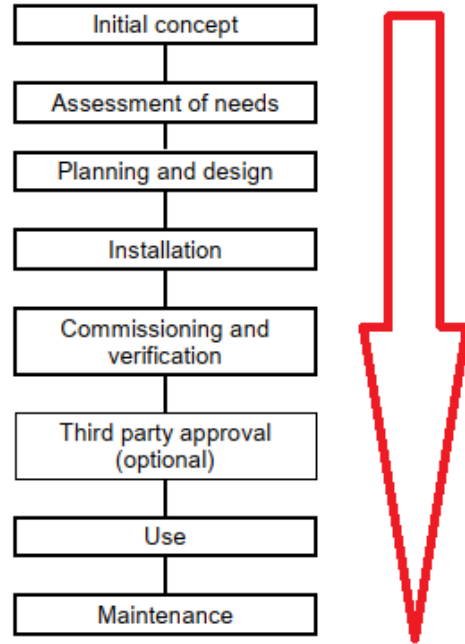 Initial concept
Assessment of needs
Planning and design
Installation
Commissioning and
verification
Third party approval
(optional)
Use
Maintenance